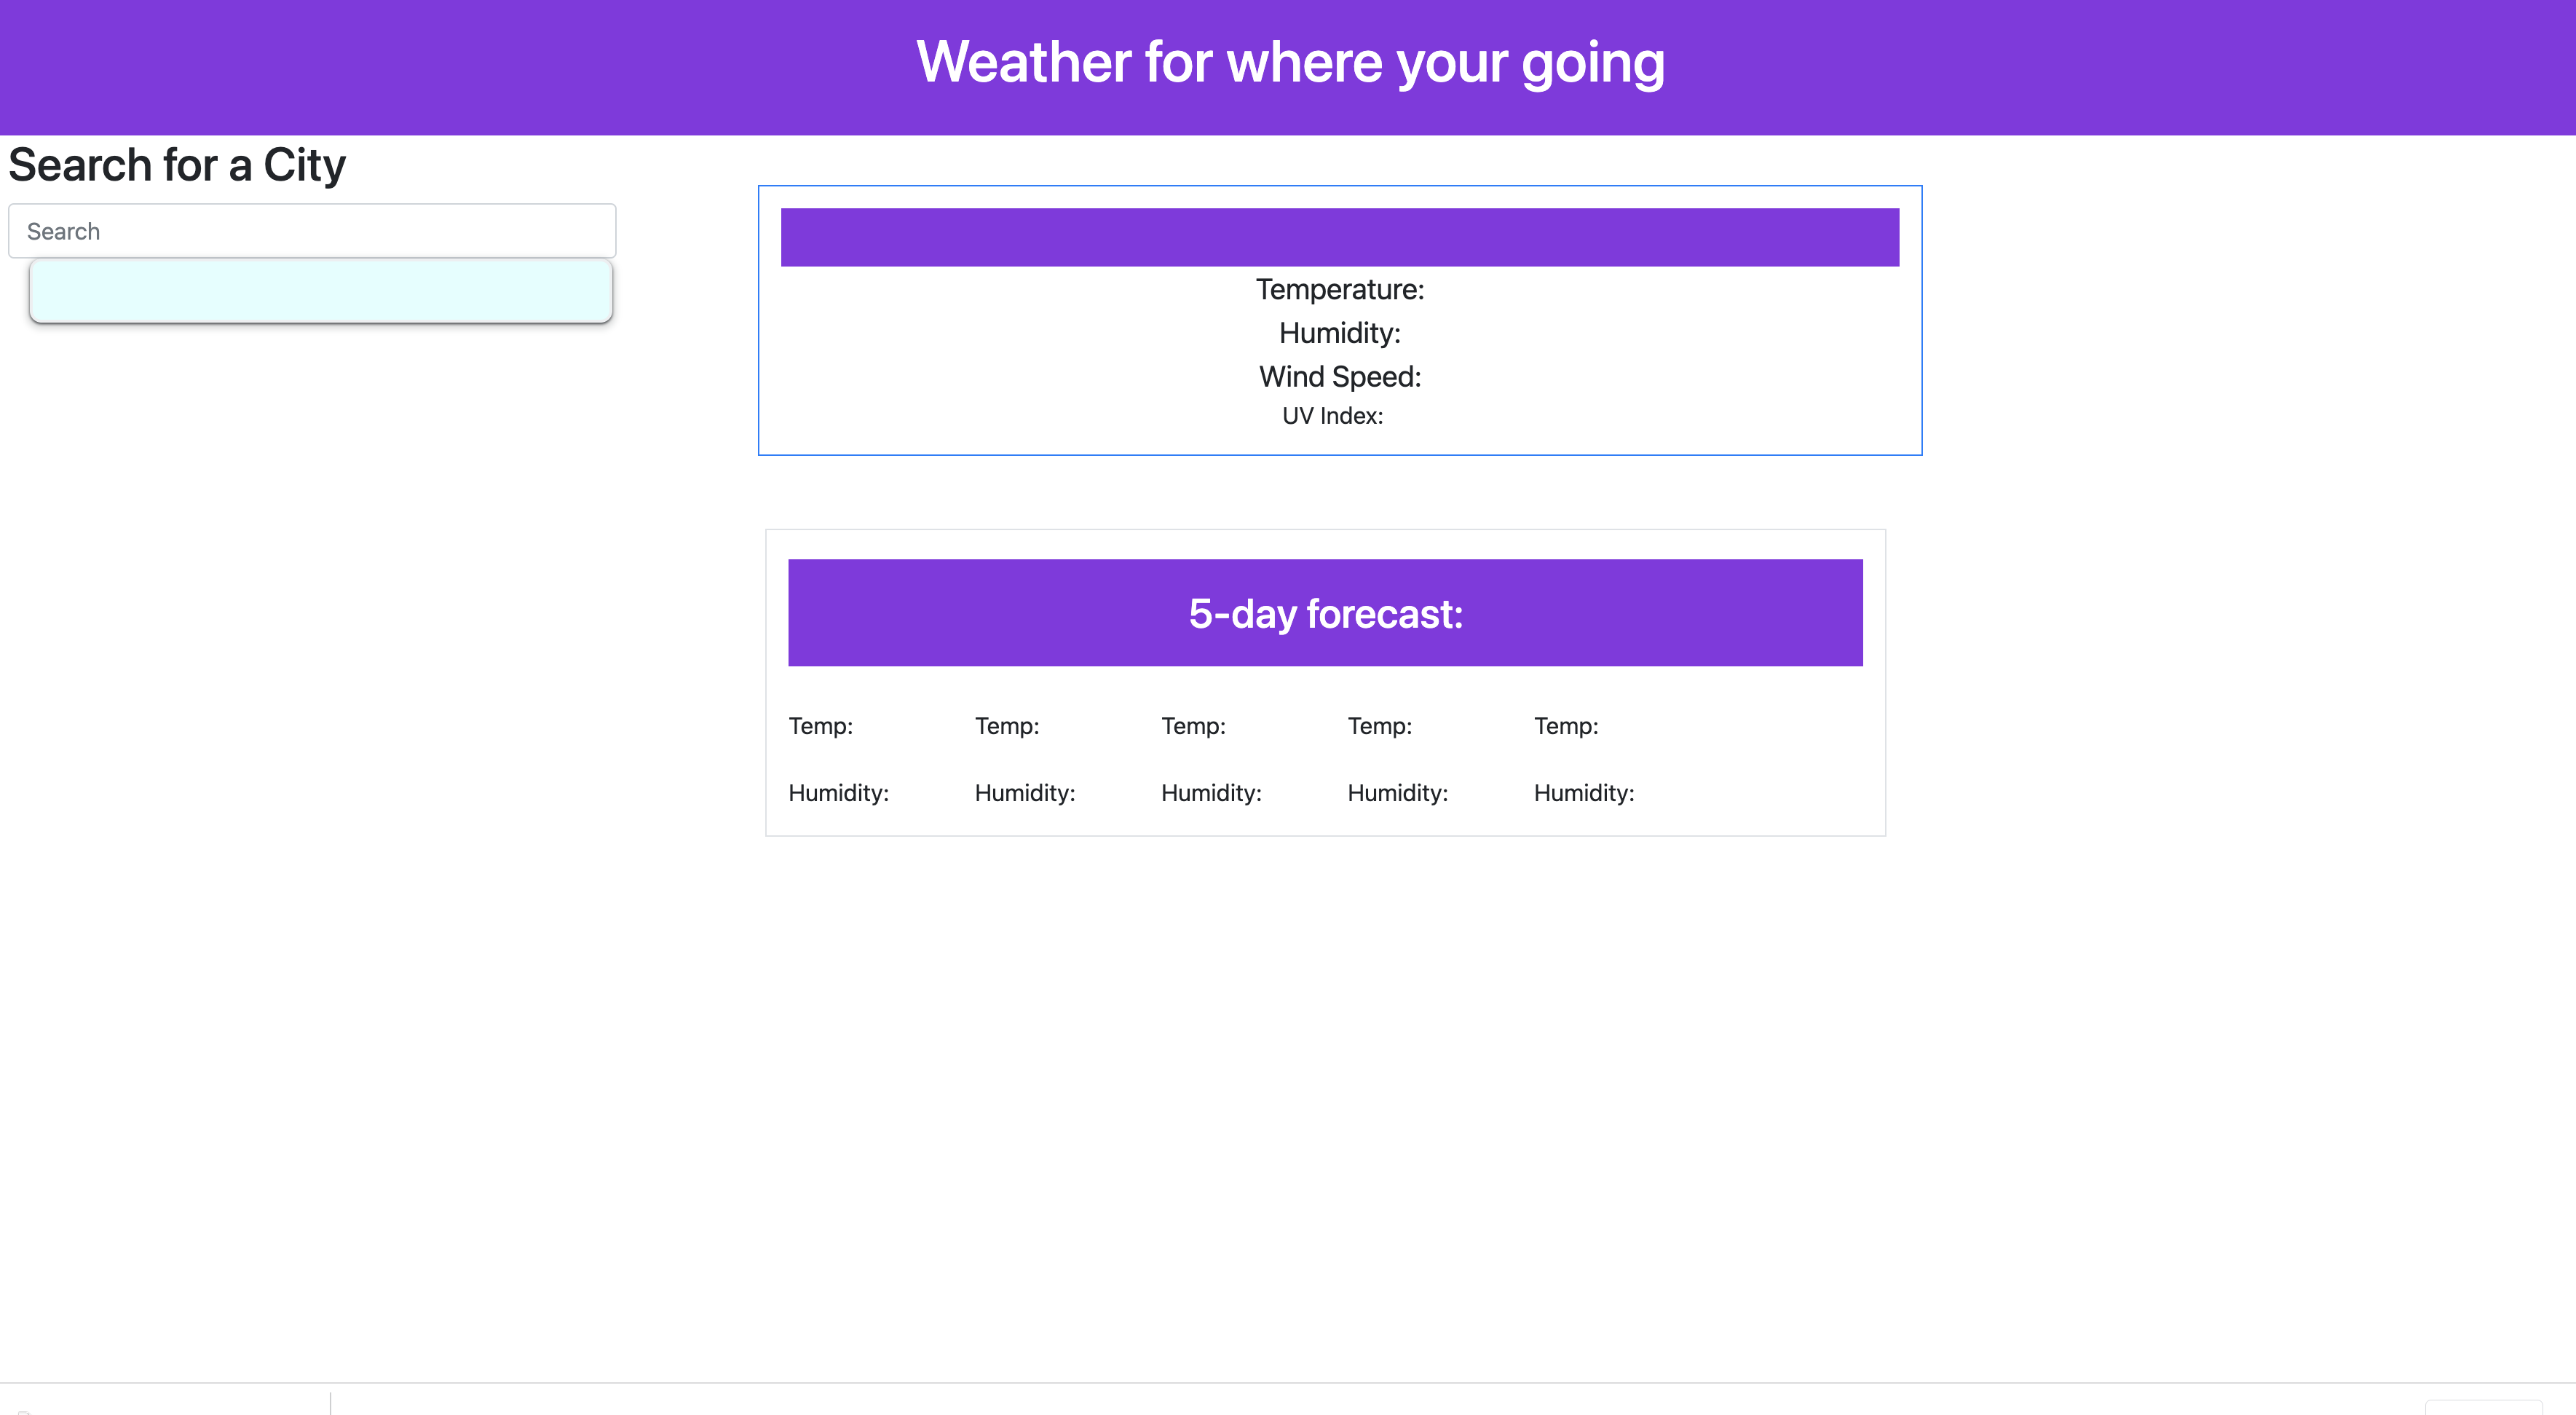 Weather for where your going
Search for a City
Search
Temperature:
Humidity:
Wind Speed:
UV Index:
5-day forecast:
Temp: Temp: Temp: Temp: Temp:
Humidity: Humidity: Humidity: Humidity: Humidity: